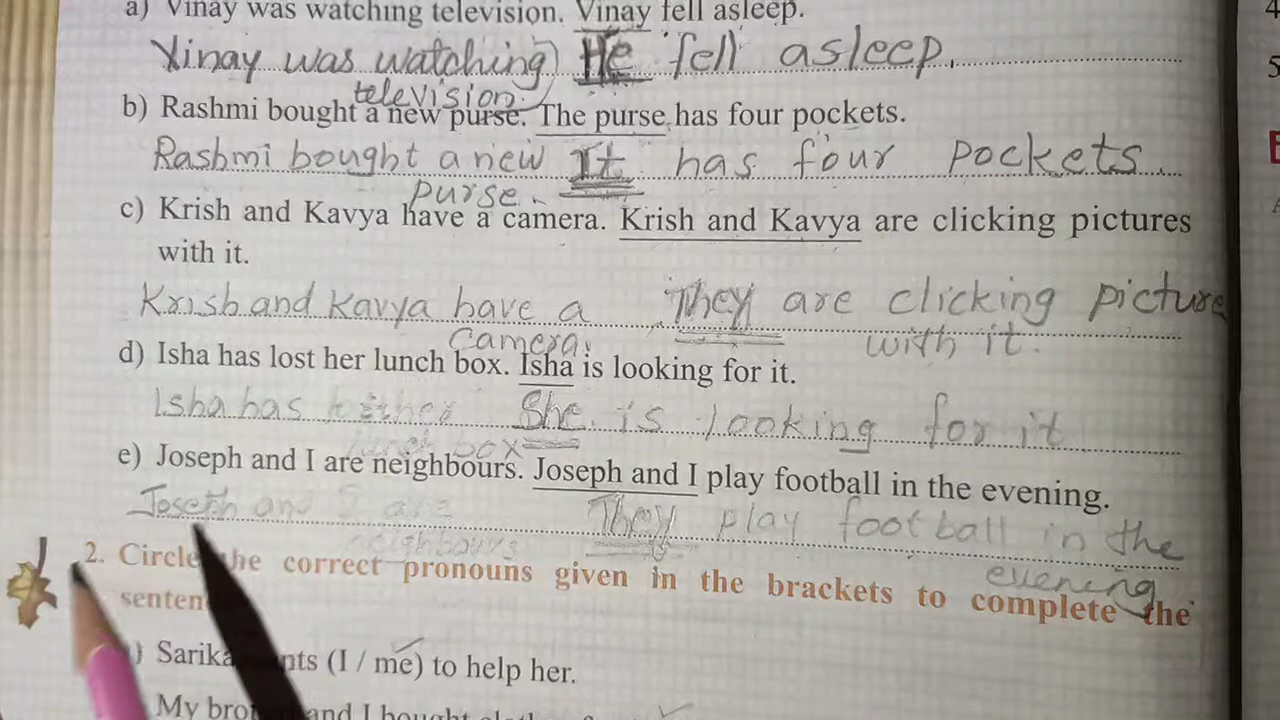 a) Vinay was watching television. Vinay fell asleep.
Vinay was watching He fell asleep.
television.
b) Rashmi bought a new purse. The purse has four pockets.
Rashmi bought a new It has four pockets.
purse.
c) Krish and Kavya have a camera. Krish and Kavya are clicking pictures
with it.
Krish and Kavya have a They are clicking picture
camera. with it.
d) Isha has lost her lunch box. Isha is looking for it.
Isha has She is looking for it
box
e) Joseph and I are neighbours. Joseph and I play football in the evening.
Joseph and I are They play football in the
neighbours evening
2. Circle the correct pronouns given in the brackets to complete the
) Sarika (I / me) to help her.
My and I bought
4
5